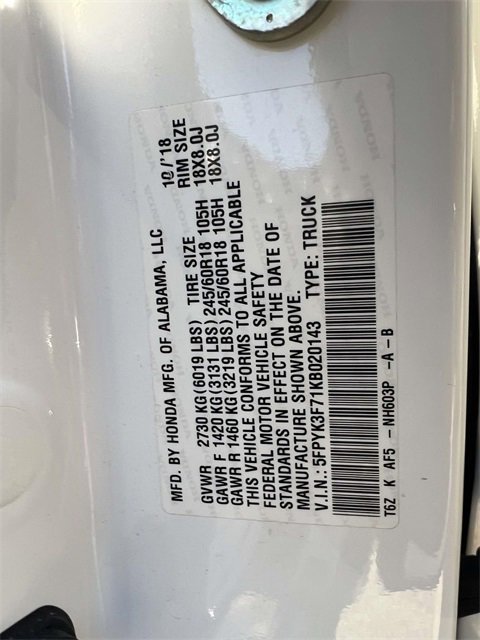 MFD. BY HONDA MFG. OF ALABAMA, LLC 10/'18
GVWR 2730 KG(6019 LBS) TIRE SIZE RIM SIZE
GAWR F 1420 KG(3131 LBS)245/60R18 105H 18X8.0J
GAWR R 1460 KG(3219 LBS)245/60R18 105H 18X8.0J
THIS VEHICLE CONFORMS TO ALL APPLICABLE
FEDERAL MOTOR VEHICLE SAFETY
STANDARDS IN EFFECT ON THE DATE OF
MANUFACTURE SHOWN ABOVE.
V.I.N.: 5FPYK3F71KB020143 TYPE: TRUCK
T6Z K AF5 - NH603P -A-B